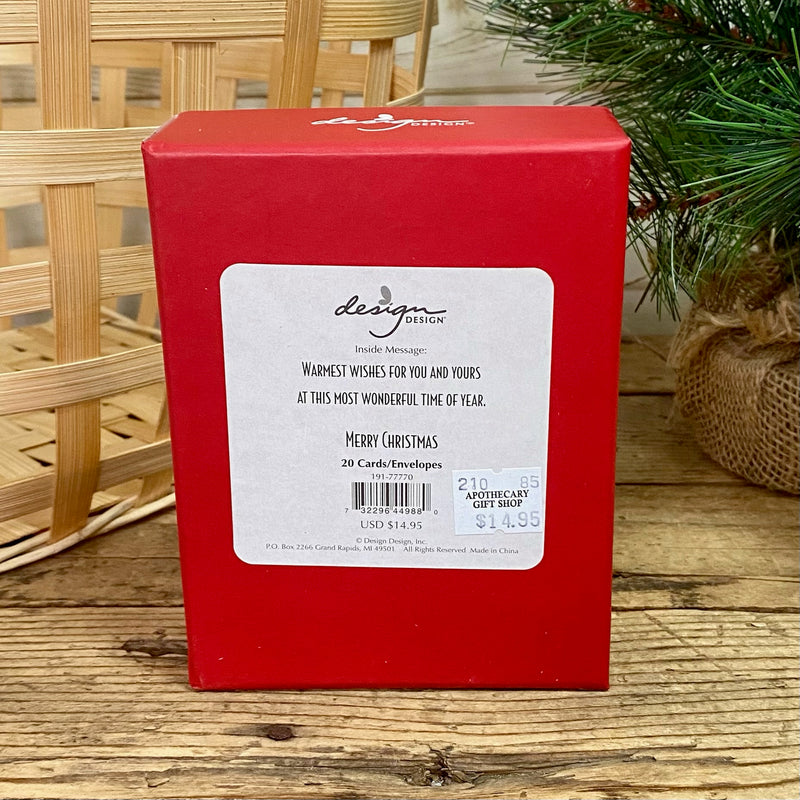 design
DESIGN™
design
DESIGN™
Inside Message:
WARMEST WISHES FOR YOU AND YOURS
AT THIS MOST WONDERFUL TIME OF YEAR.
MERRY CHRISTMAS
20 Cards/Envelopes
191-77770
7 32296 44988 0
USD $14.95
210 85
APOTHECARY
GIFT SHOP
$14.95
© Design Design, Inc.
P.O. Box 2266 Grand Rapids, MI 49501 All Rights Reserved Made in China